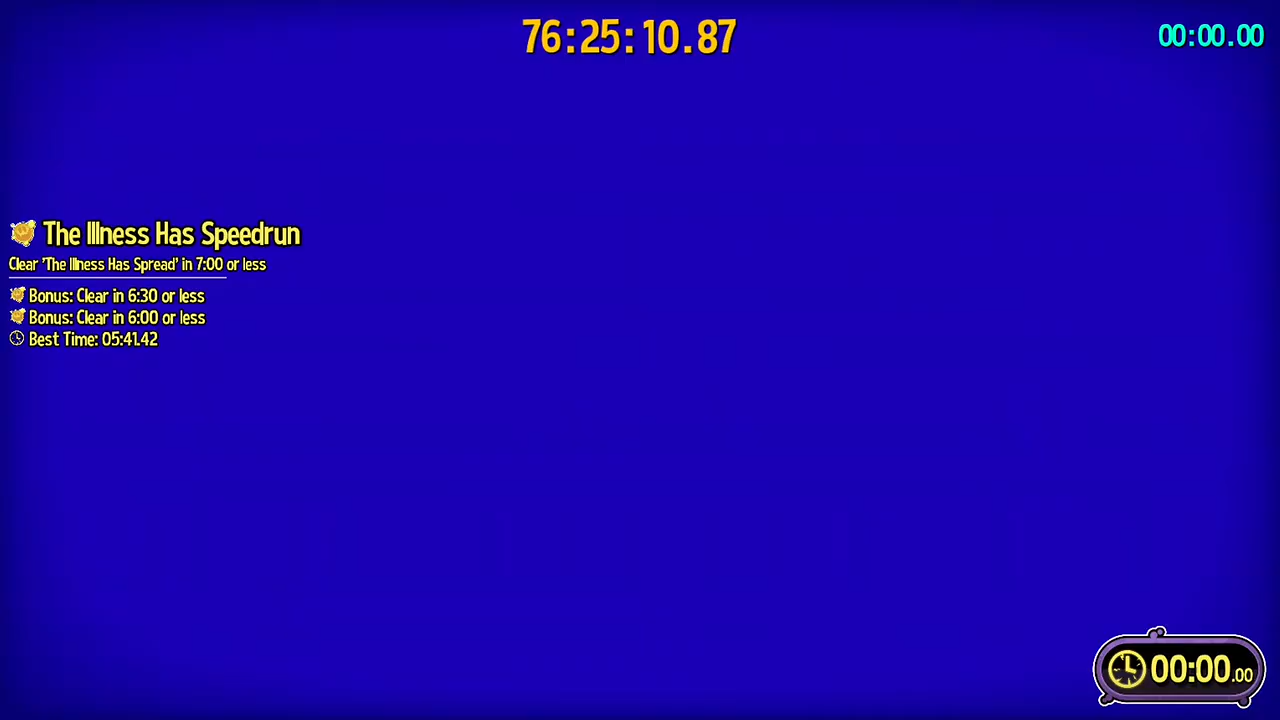 76:25:10.87
00:00.00
The Illness Has Speedrun
Clear 'The Illness Has Spread' in 7:00 or less
Bonus: Clear in 6:30 or less
Bonus: Clear in 6:00 or less
Best Time: 05:41.42
00:00.00